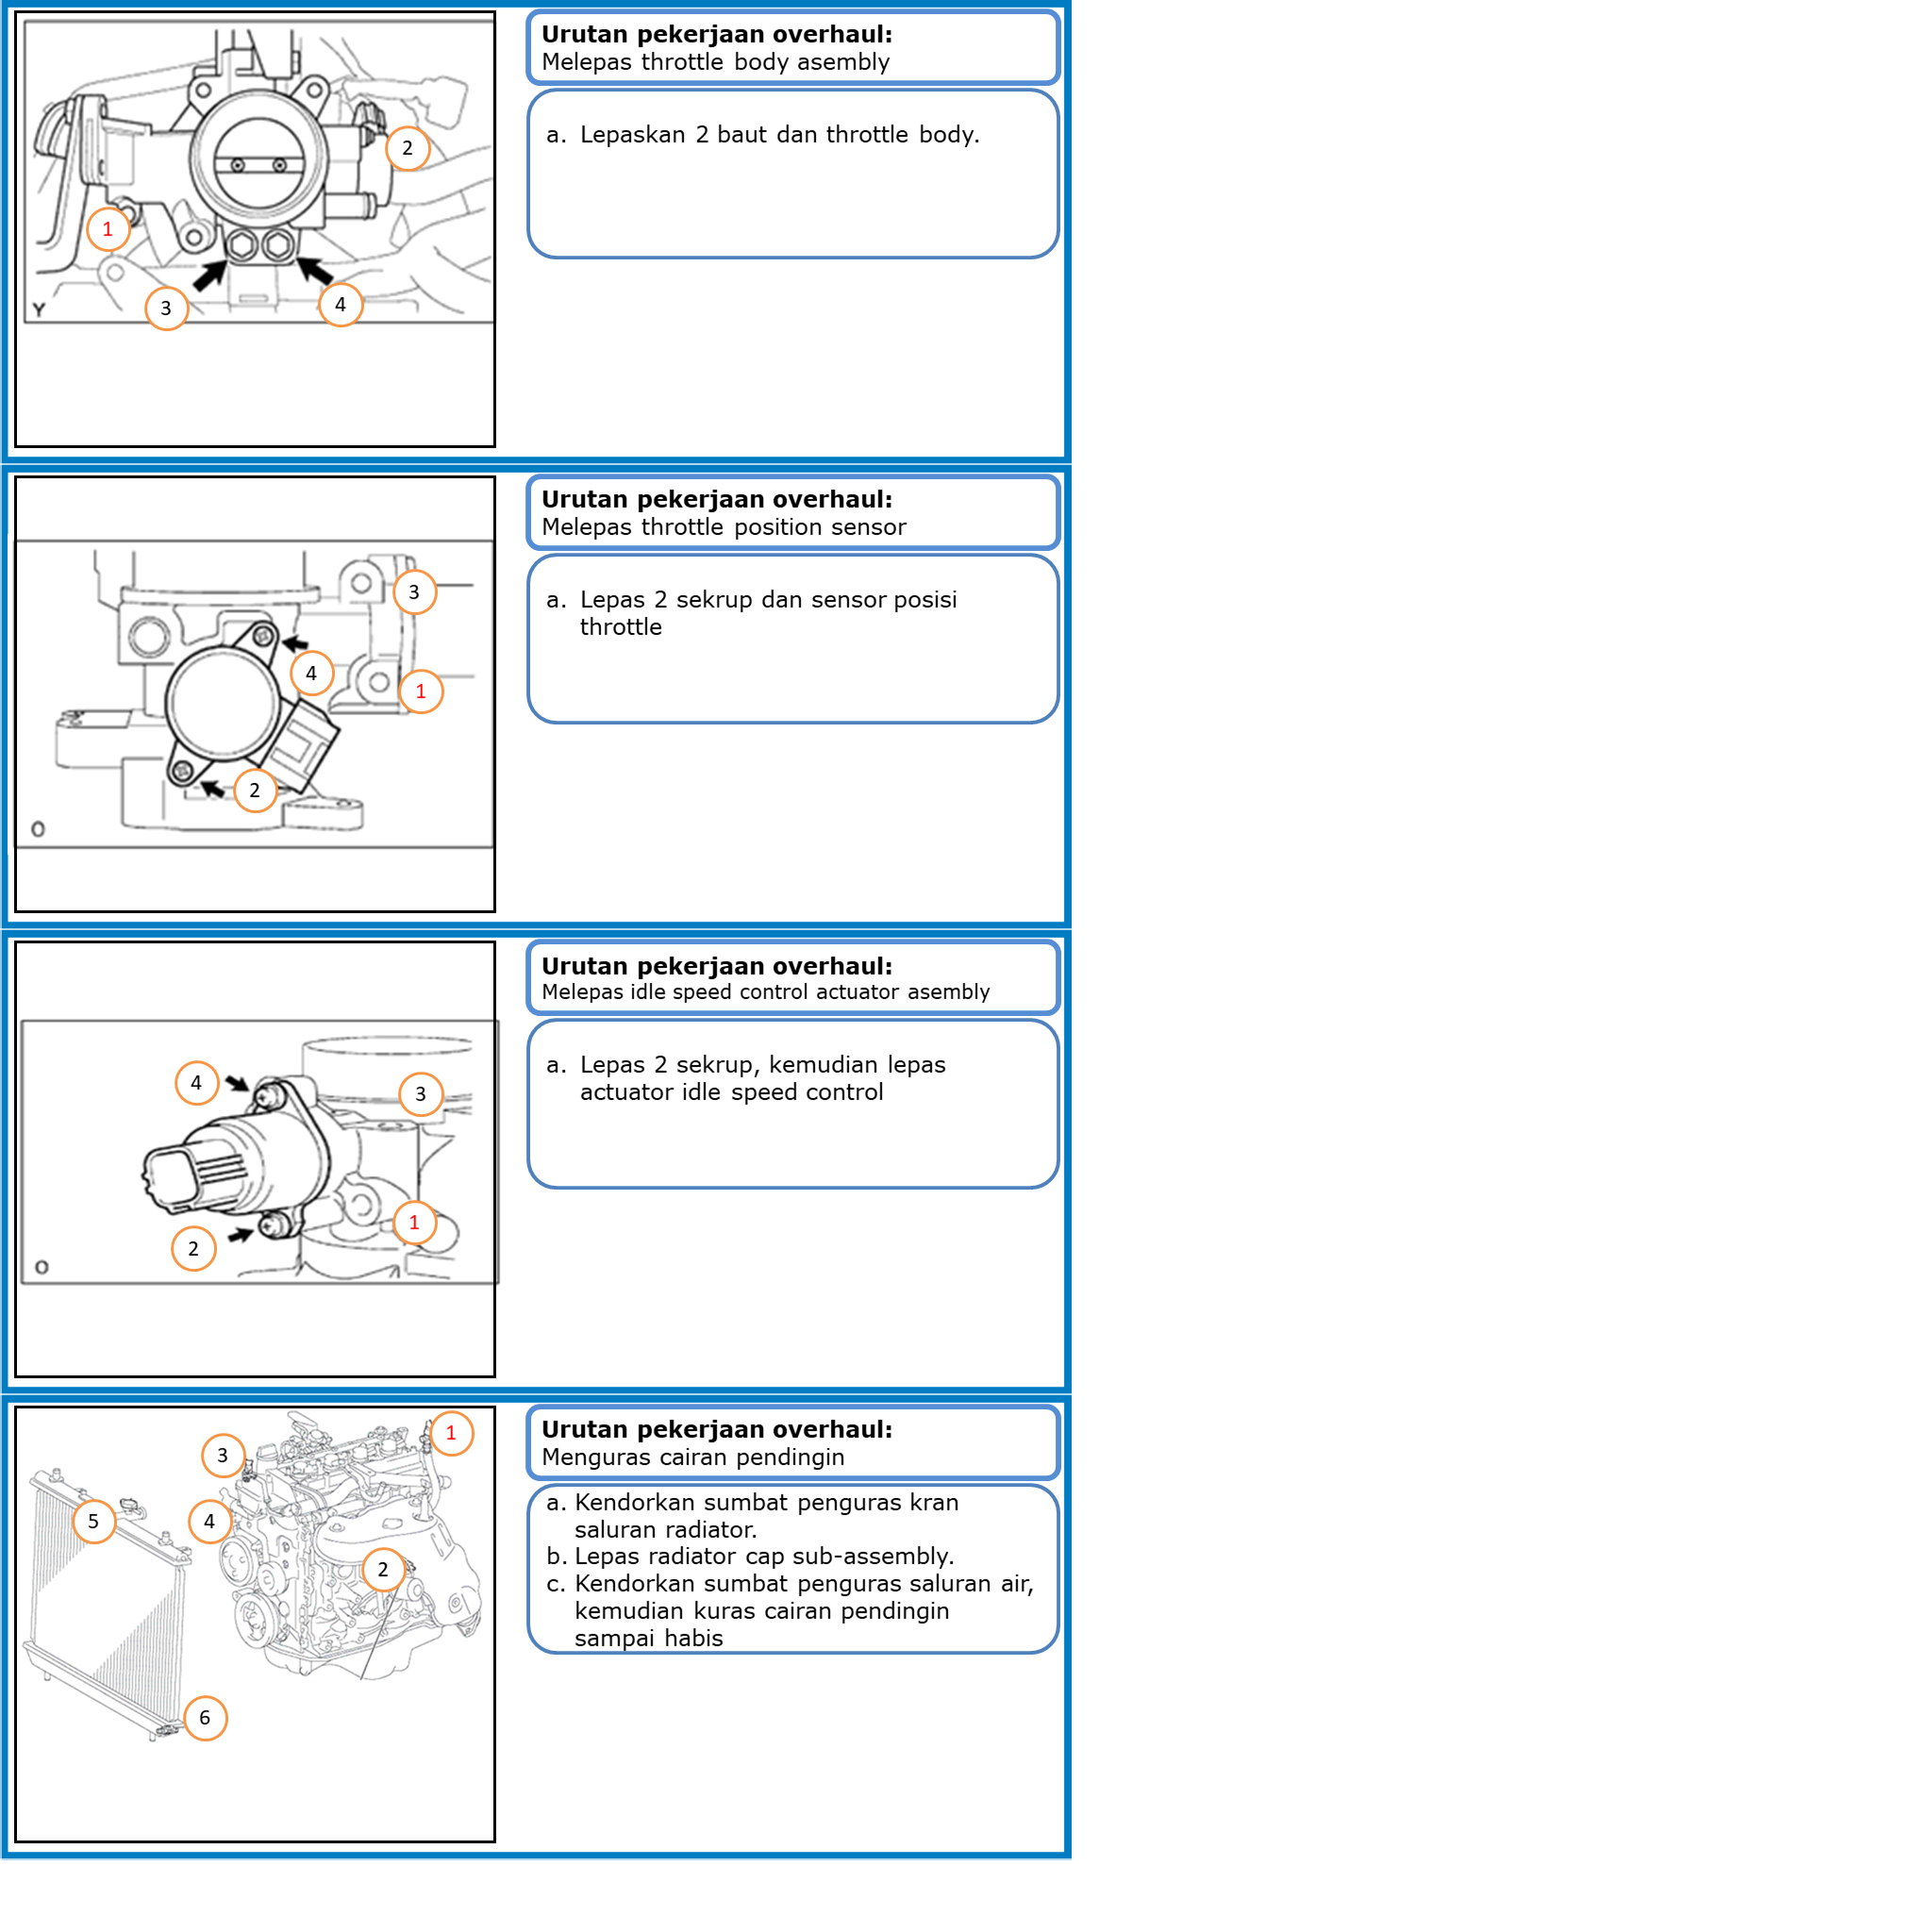 Urutan pekerjaan overhaul:
Melepas throttle body asembly
a. Lepaskan 2 baut dan throttle body.
2
1
3
4
Y
Urutan pekerjaan overhaul:
Melepas throttle position sensor
a. Lepas 2 sekrup dan sensor posisi
throttle
3
4
1
2
O
Urutan pekerjaan overhaul:
Melepas idle speed control actuator asembly
a. Lepas 2 sekrup, kemudian lepas
actuator idle speed control
4
3
1
2
O
Urutan pekerjaan overhaul:
Menguras cairan pendingin
a. Kendorkan sumbat penguras kran
saluran radiator.
b. Lepas radiator cap sub-assembly.
c. Kendorkan sumbat penguras saluran air,
kemudian kuras cairan pendingin
sampai habis
1
3
5
4
2
6